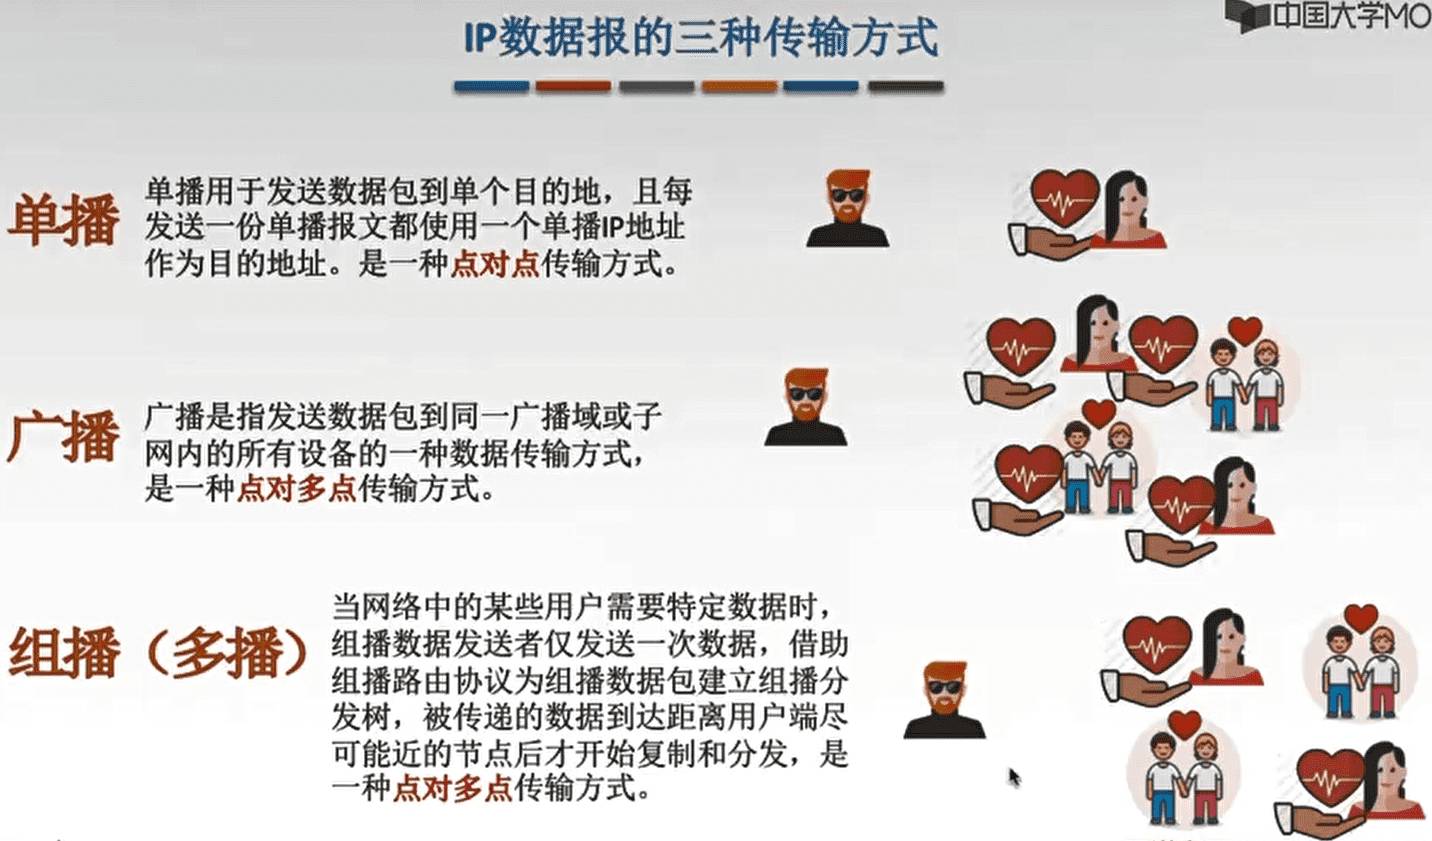 中国大学MO
IP数据报的三种传输方式
单播
单播用于发送数据包到单个目的地，且每
发送一份单播报文都使用一个单播IP地址
作为目的地址。是一种点对点传输方式。
广播
广播是指发送数据包到同一广播域或子
网内的所有设备的一种数据传输方式，
是一种点对多点传输方式。
组播（多播）
当网络中的某些用户需要特定数据时，
组播数据发送者仅发送一次数据，借助
组播路由协议为组播数据包建立组播分
发树，被传递的数据到达距离用户端尽
可能近的节点后才开始复制和分发，是
一种点对多点传输方式。